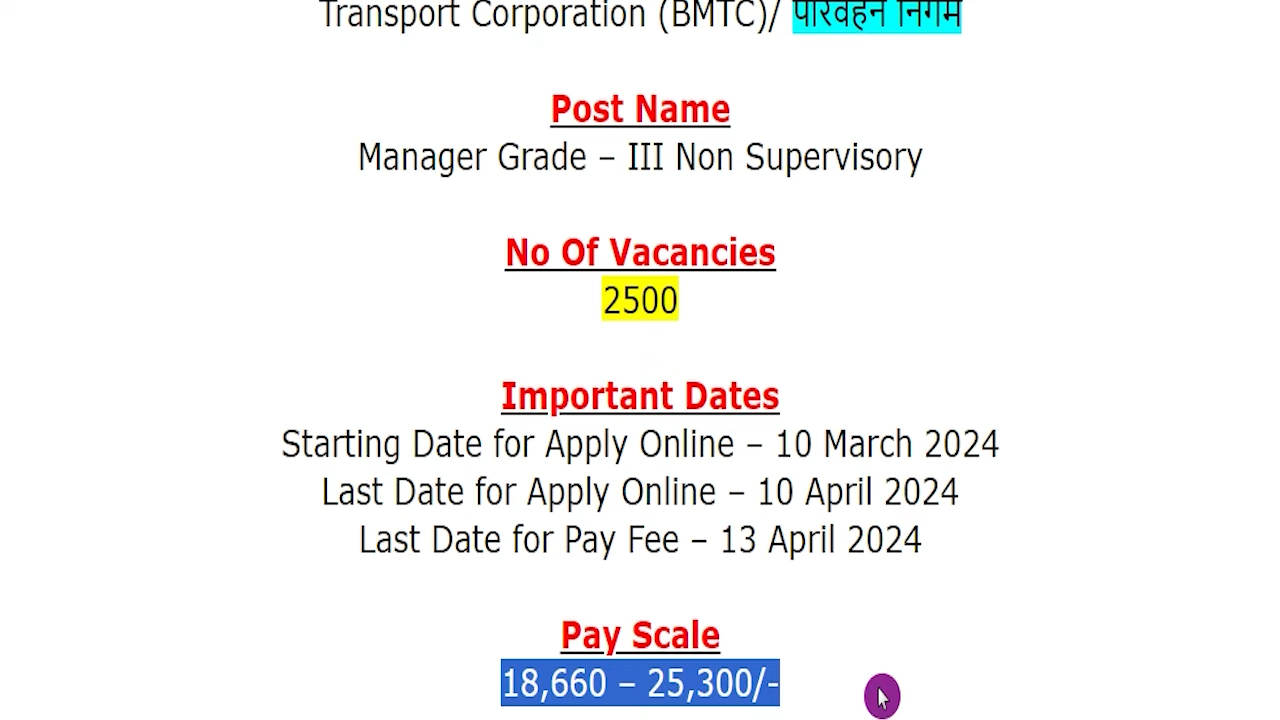 Transport Corporation (BMTC)/ परिवहन निगम
Post Name
Manager Grade – III Non Supervisory
No Of Vacancies
2500
Important Dates
Starting Date for Apply Online – 10 March 2024
Last Date for Apply Online – 10 April 2024
Last Date for Pay Fee – 13 April 2024
Pay Scale
18,660 – 25,300/-